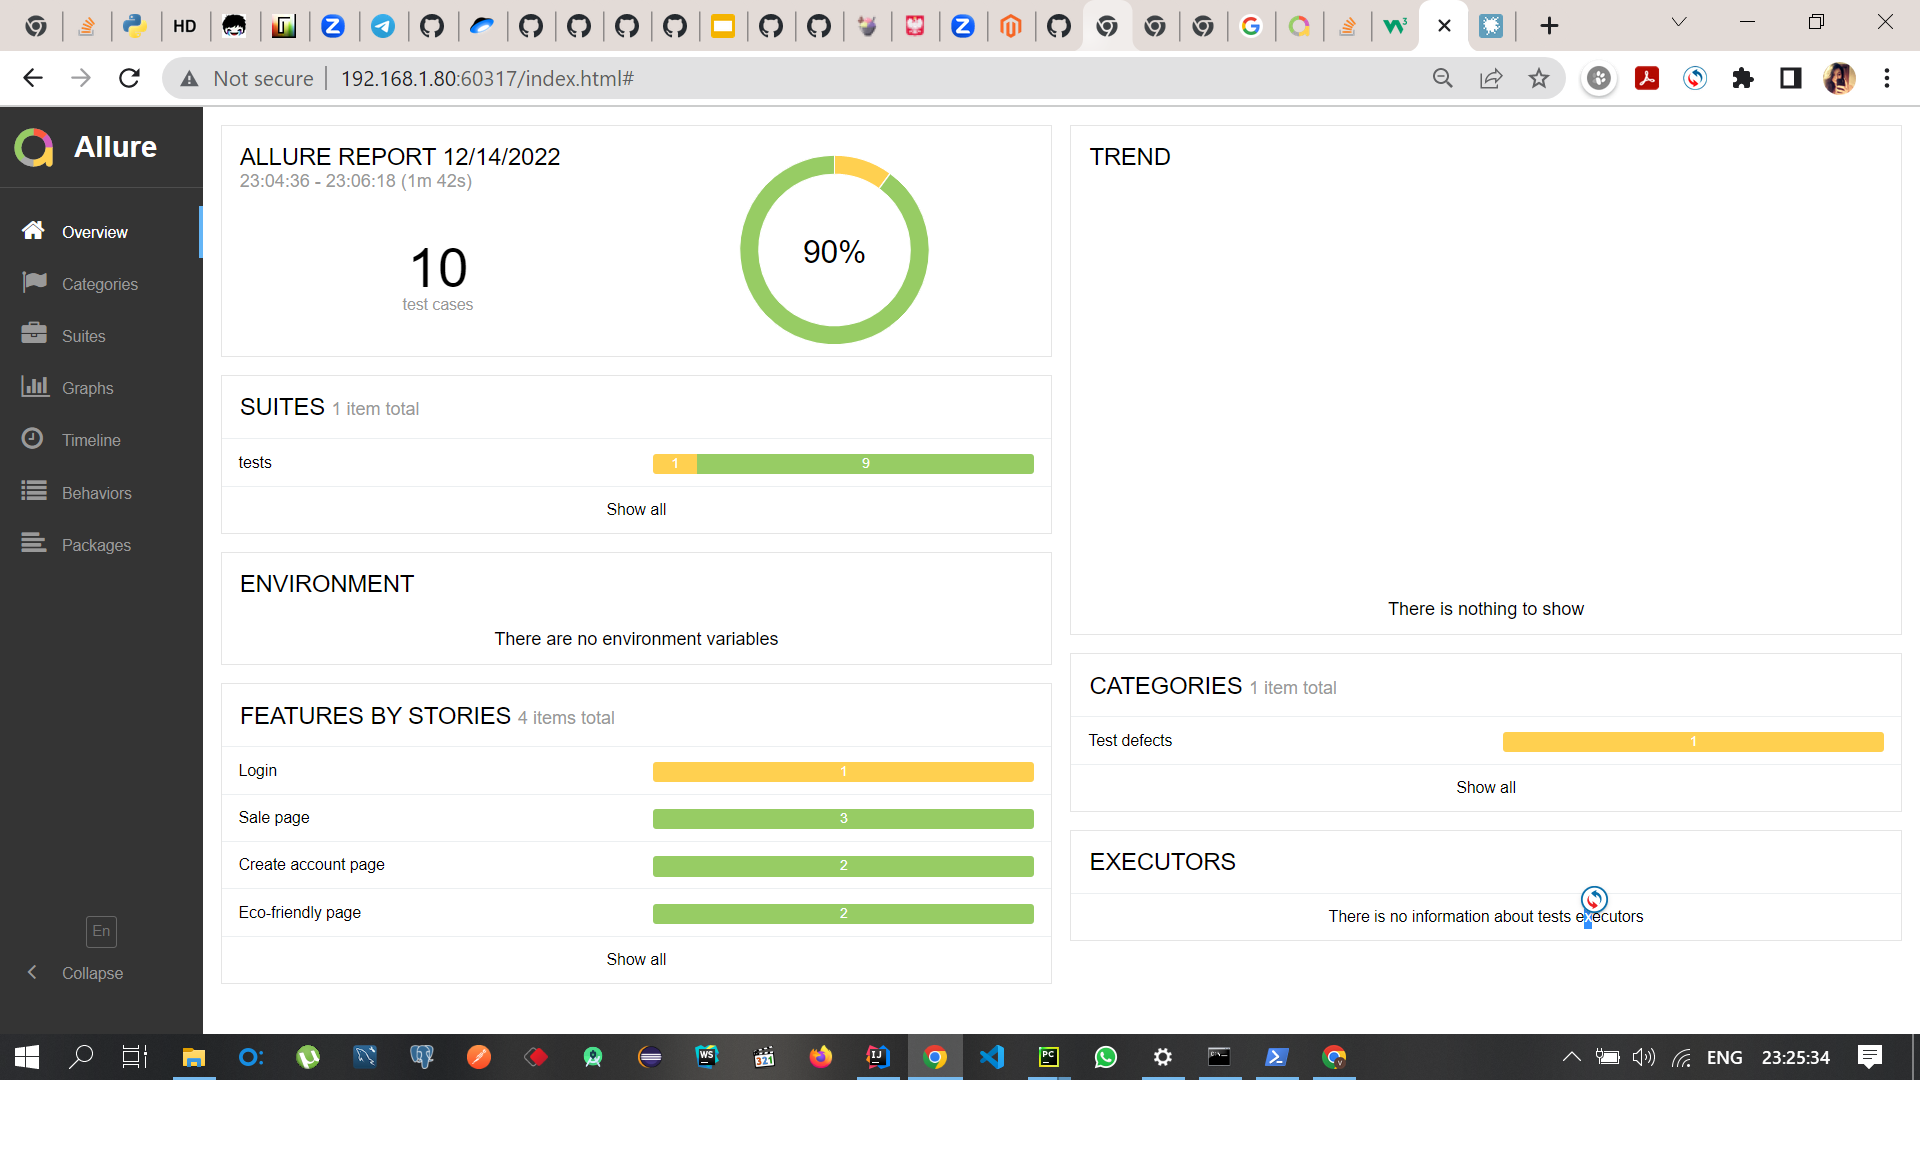 HD
Not secure
192.168.1.80:60317/index.html#
Allure
Overview
Categories
Suites
Graphs
Timeline
Behaviors
Packages
En
Collapse
ALLURE REPORT 12/14/2022
23:04:36 - 23:06:18 (1m 42s)
10
test cases
90%
SUITES 1 item total
tests 1 9
Show all
ENVIRONMENT
There are no environment variables
FEATURES BY STORIES 4 items total
Login 1
Sale page 3
Create account page 2
Eco-friendly page 2
Show all
TREND
There is nothing to show
CATEGORIES 1 item total
Test defects 1
Show all
EXECUTORS
There is no information about tests executors
ENG 23:25:34